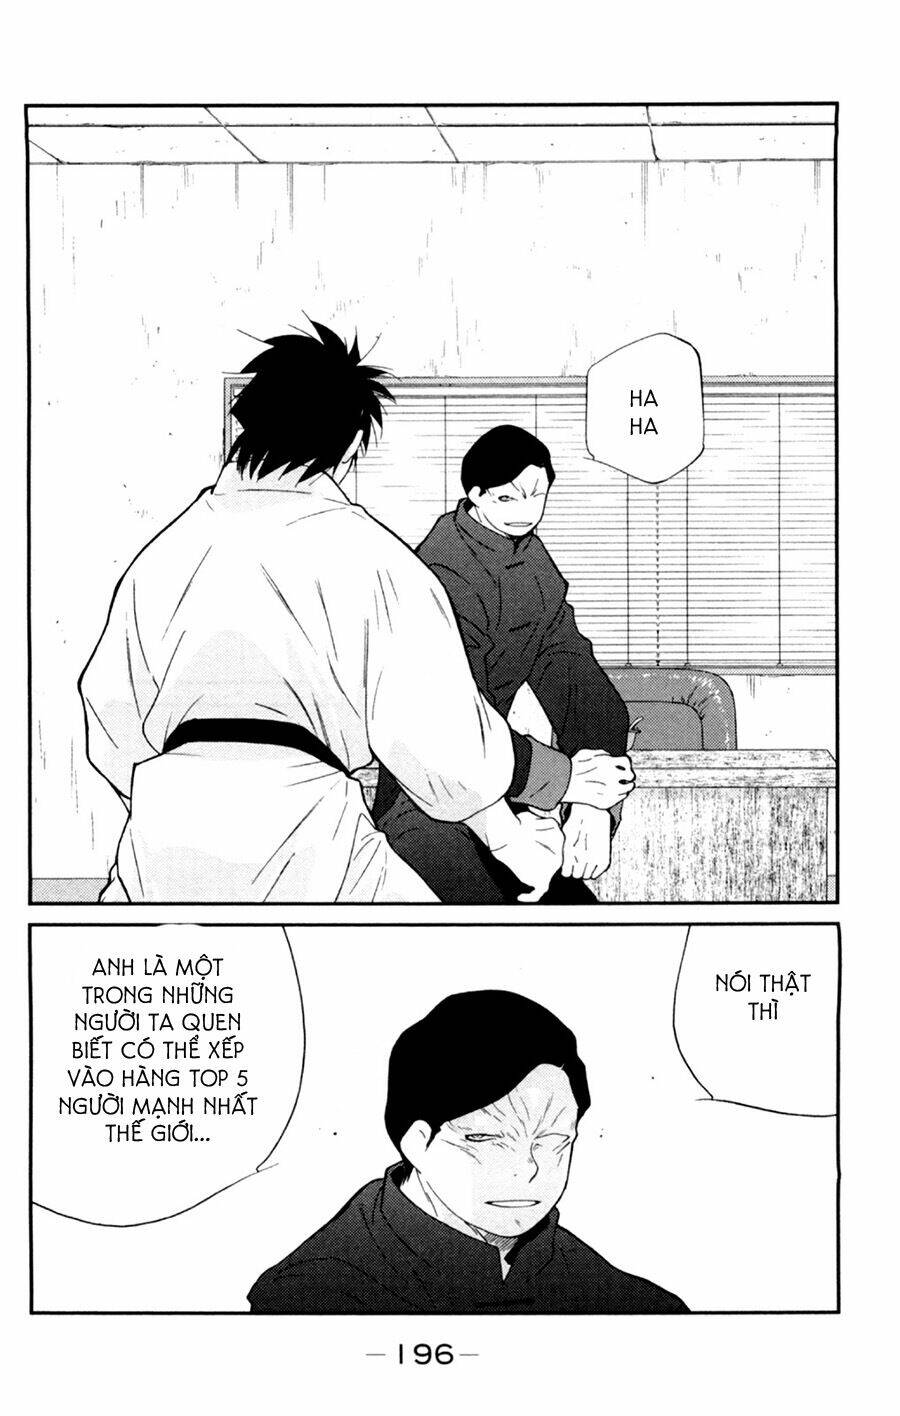 HA
HA
NÓI THẬT
THÌ
ANH LÀ MỘT
TRONG NHỮNG
NGƯỜI TA QUEN
BIẾT CÓ THỂ XẾP
VÀO HÀNG TOP 5
NGƯỜI MẠNH NHẤT
THẾ GIỚI...
— 196 —